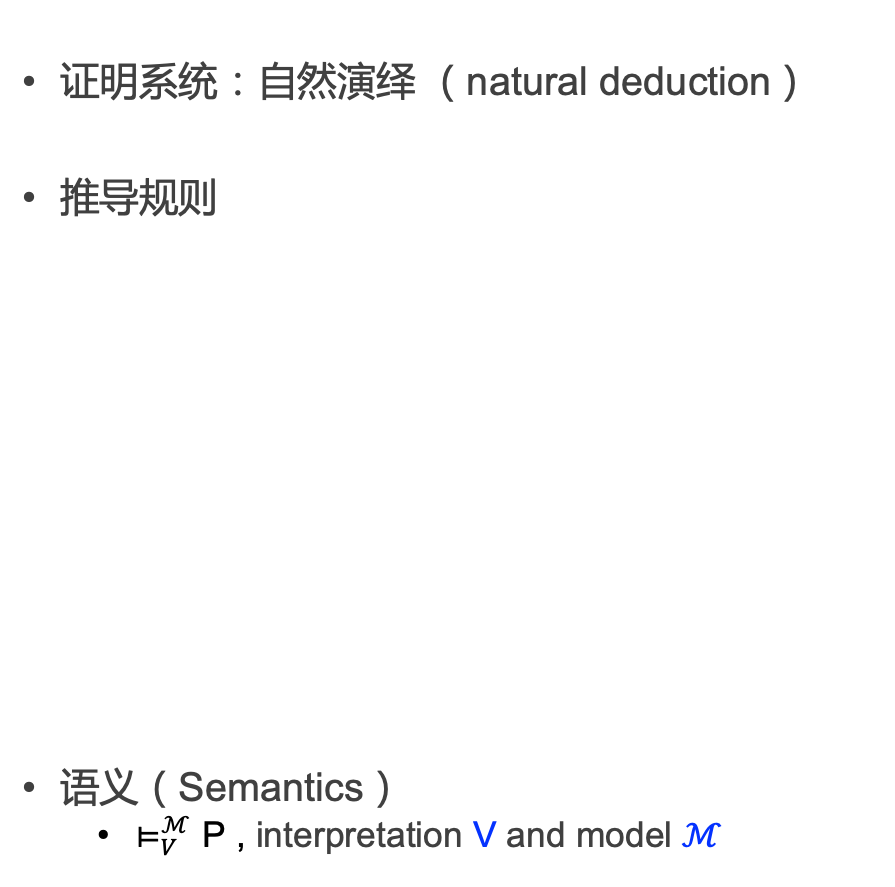 • 证明系统：自然演绎 （natural deduction）
• 推导规则
• 语义（Semantics）
• ⊨_V^ℳ P , interpretation V and model ℳ